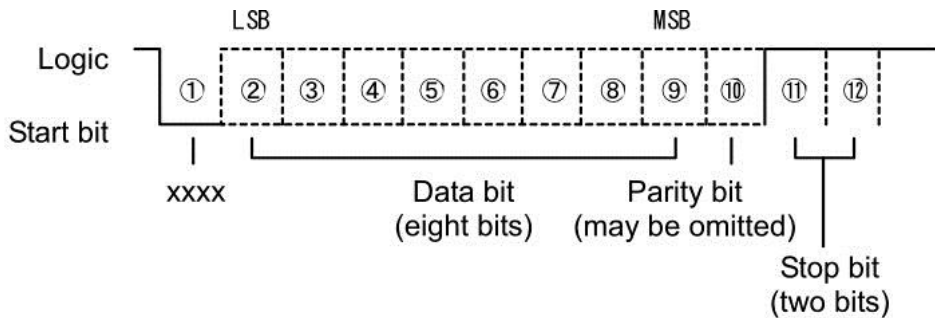 LSB MSB
Logic
① ② ③ ④ ⑤ ⑥ ⑦ ⑧ ⑨ ⑩ ⑪ ⑫
Start bit
xxxx
Data bit
(eight bits)
Parity bit
(may be omitted)
Stop bit
(two bits)